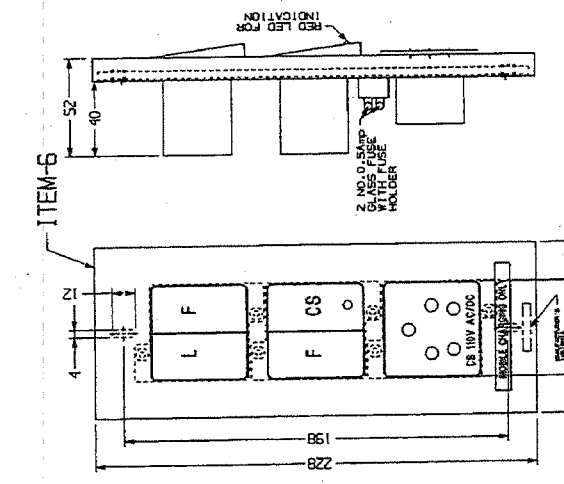 RED LED FOR
INDICATION
52
40
ITEM-6
2 NO.0.5Amp
GLASS FUSE
WITH FUSE
HOLDER
12
4
L
F
F
CS
CS 110V AC/DC
MOBILE CHARGING ONLY
198
228